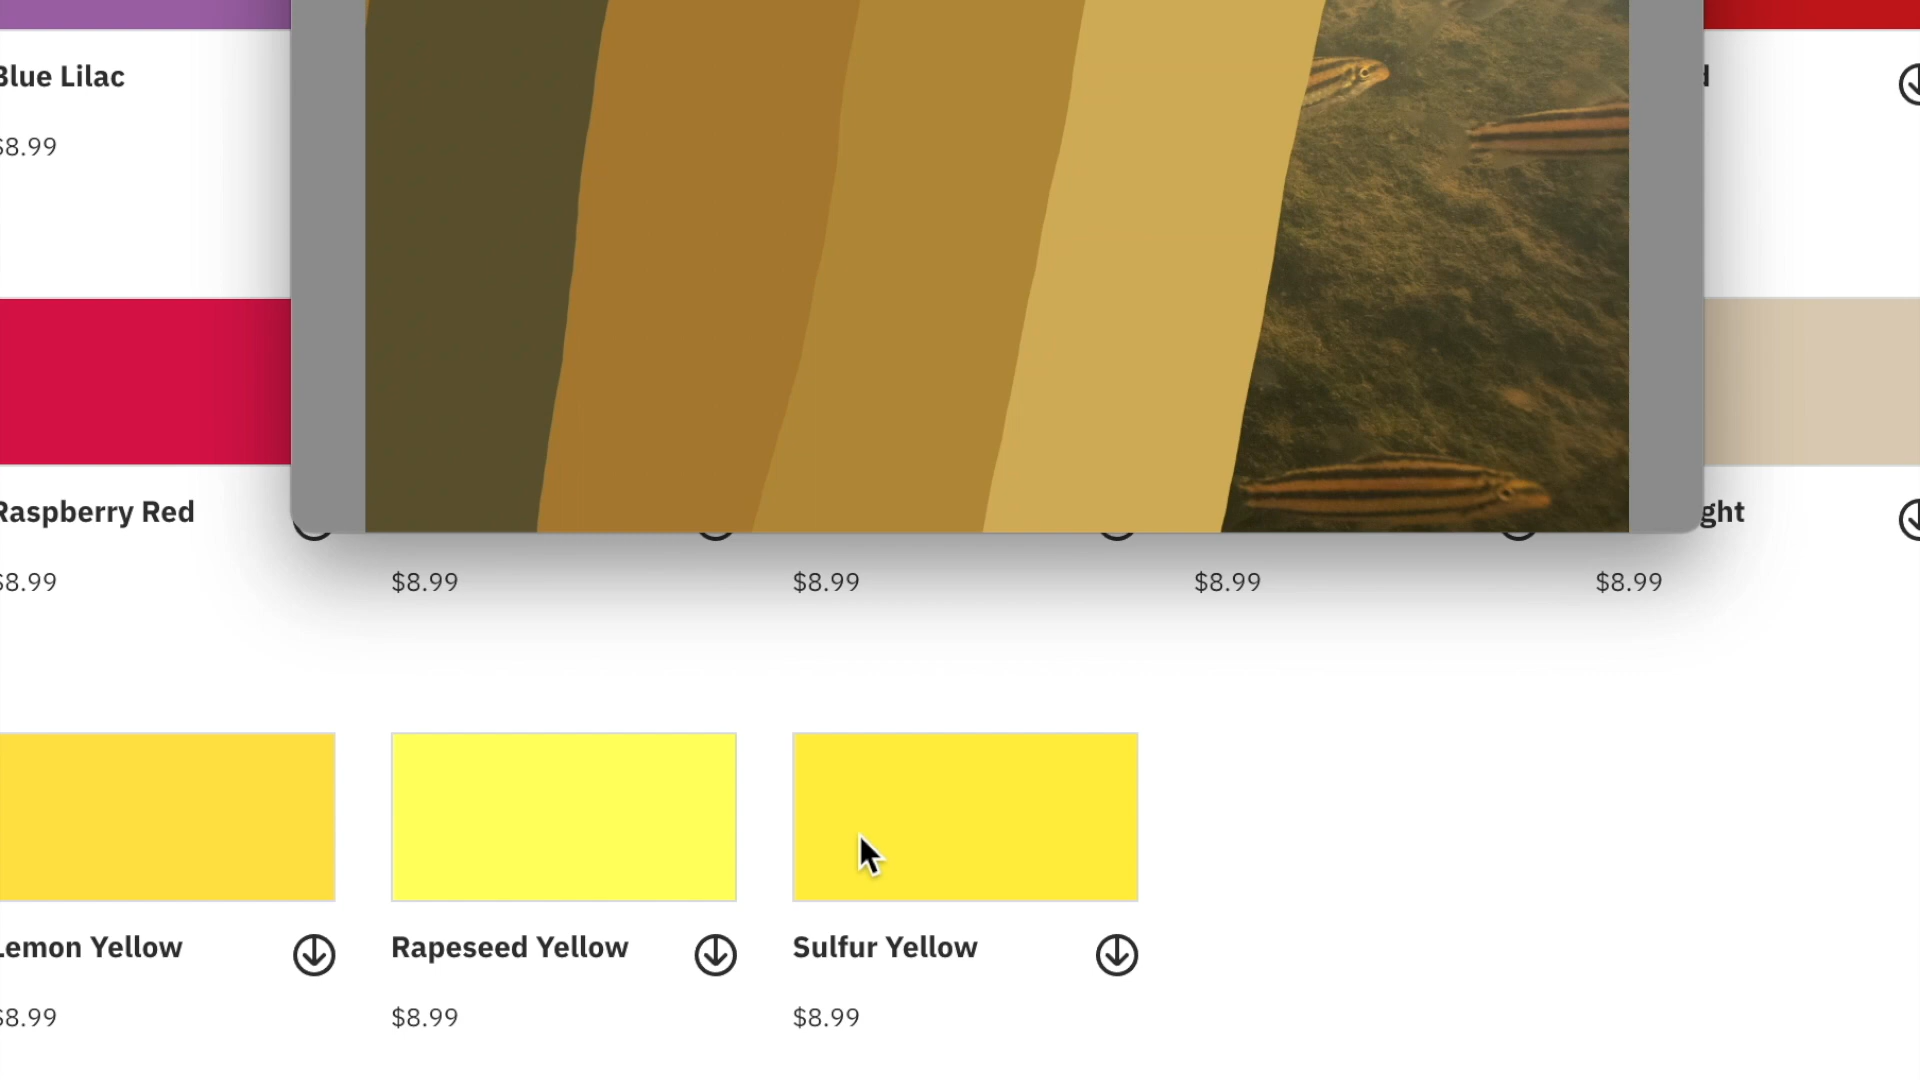 Blue Lilac
$8.99
Raspberry Red
ght
$8.99
$8.99
$8.99
$8.99
$8.99
Lemon Yellow
Rapeseed Yellow
Sulfur Yellow
$8.99
$8.99
$8.99